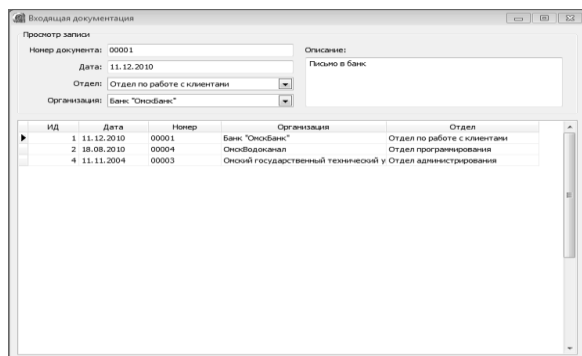 Входящая документация
Просмотр записи
Номер документа: 00001
Описание:
Дата: 11.12.2010
Письмо в банк
Отдел: Отдел по работе с клиентами
Организация: Банк "ОмскБанк"
ИД Дата Номер Организация Отдел
1 11.12.2010 00001 Банк "ОмскБанк" Отдел по работе с клиентами
2 18.08.2010 00004 ОмскВодоканал Отдел программирования
4 11.11.2004 00003 Омский государственный технический у Отдел администрирования